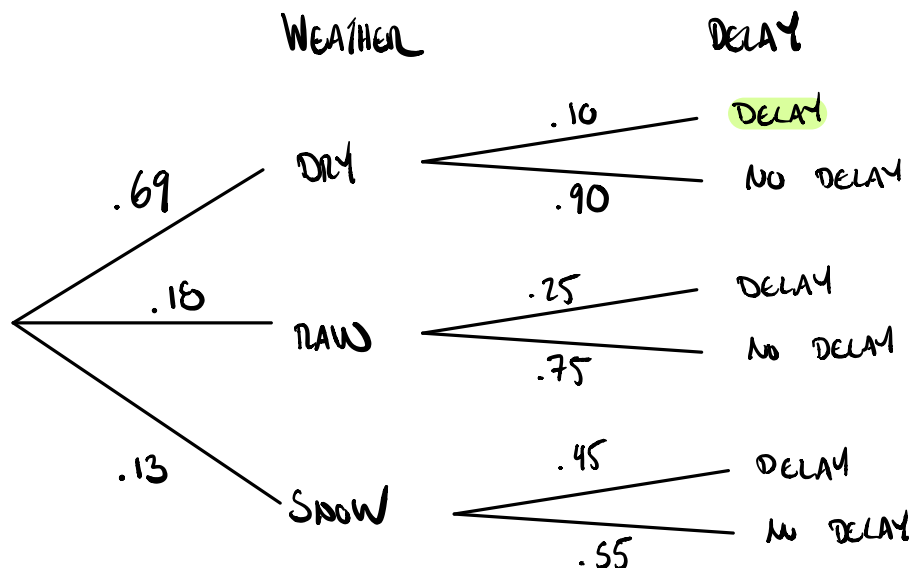 WEATHER DELAY
.10 DELAY
DRY
.69 .90 NO DELAY
.18 .25 DELAY
RAIN
.75 NO DELAY
.13 .45 DELAY
SNOW
.55 NO DELAY